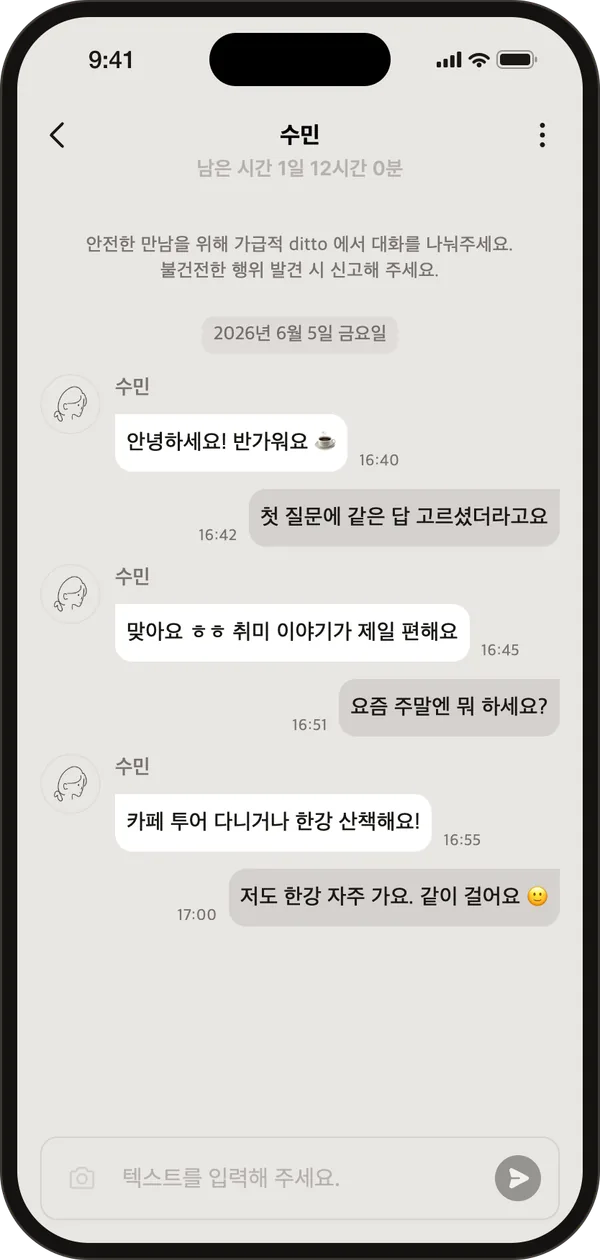 9:41
수민
남은 시간 1일 12시간 0분
안전한 만남을 위해 가급적 ditto 에서 대화를 나눠주세요.
불건전한 행위 발견 시 신고해 주세요.
2026년 6월 5일 금요일
수민
안녕하세요! 반가워요 ☕
16:40
첫 질문에 같은 답 고르셨더라고요
16:42
수민
맞아요 ㅎㅎ 취미 이야기가 제일 편해요
16:45
요즘 주말엔 뭐 하세요?
16:51
수민
카페 투어 다니거나 한강 산책해요!
16:55
저도 한강 자주 가요. 같이 걸어요 🙂
17:00
텍스트를 입력해 주세요.